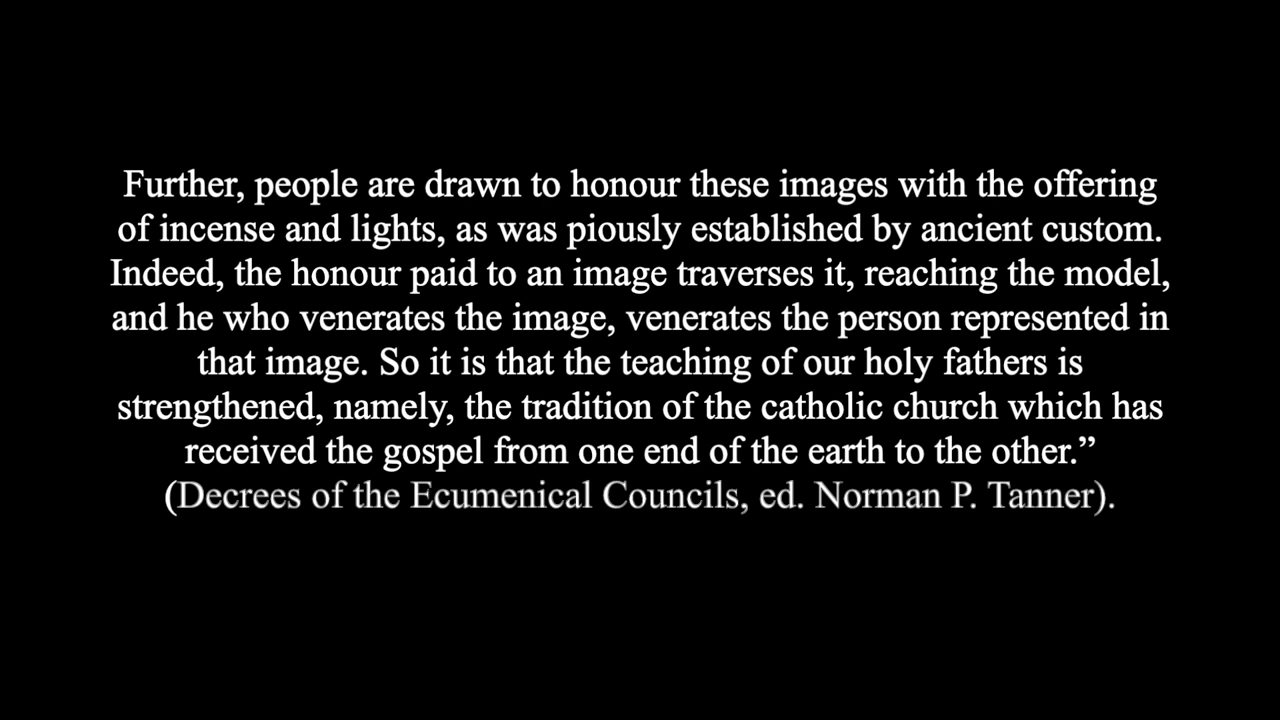 Further, people are drawn to honour these images with the offering
of incense and lights, as was piously established by ancient custom.
Indeed, the honour paid to an image traverses it, reaching the model,
and he who venerates the image, venerates the person represented in
that image. So it is that the teaching of our holy fathers is
strengthened, namely, the tradition of the catholic church which has
received the gospel from one end of the earth to the other.”
(Decrees of the Ecumenical Councils, ed. Norman P. Tanner).